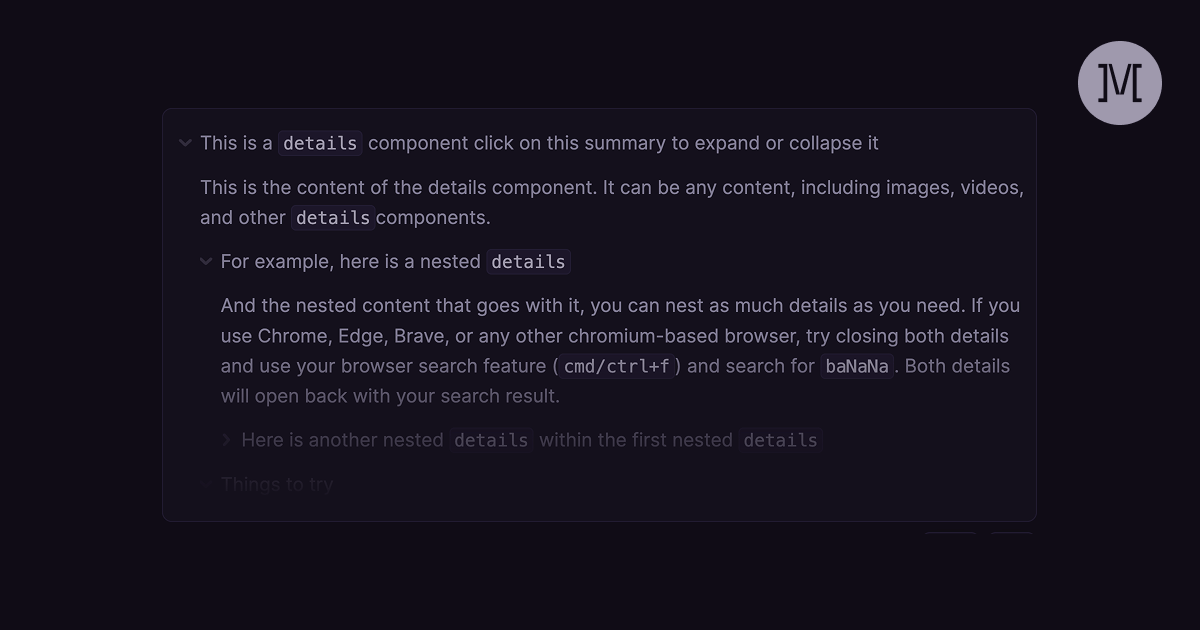 ]M[
This is a details component click on this summary to expand or collapse it
This is the content of the details component. It can be any content, including images, videos,
and other details components.
For example, here is a nested details
And the nested content that goes with it, you can nest as much details as you need. If you
use Chrome, Edge, Brave, or any other chromium-based browser, try closing both details
and use your browser search feature (cmd/ctrl+f) and search for baNaNa. Both details
will open back with your search result.
Here is another nested details within the first nested details
Things to try